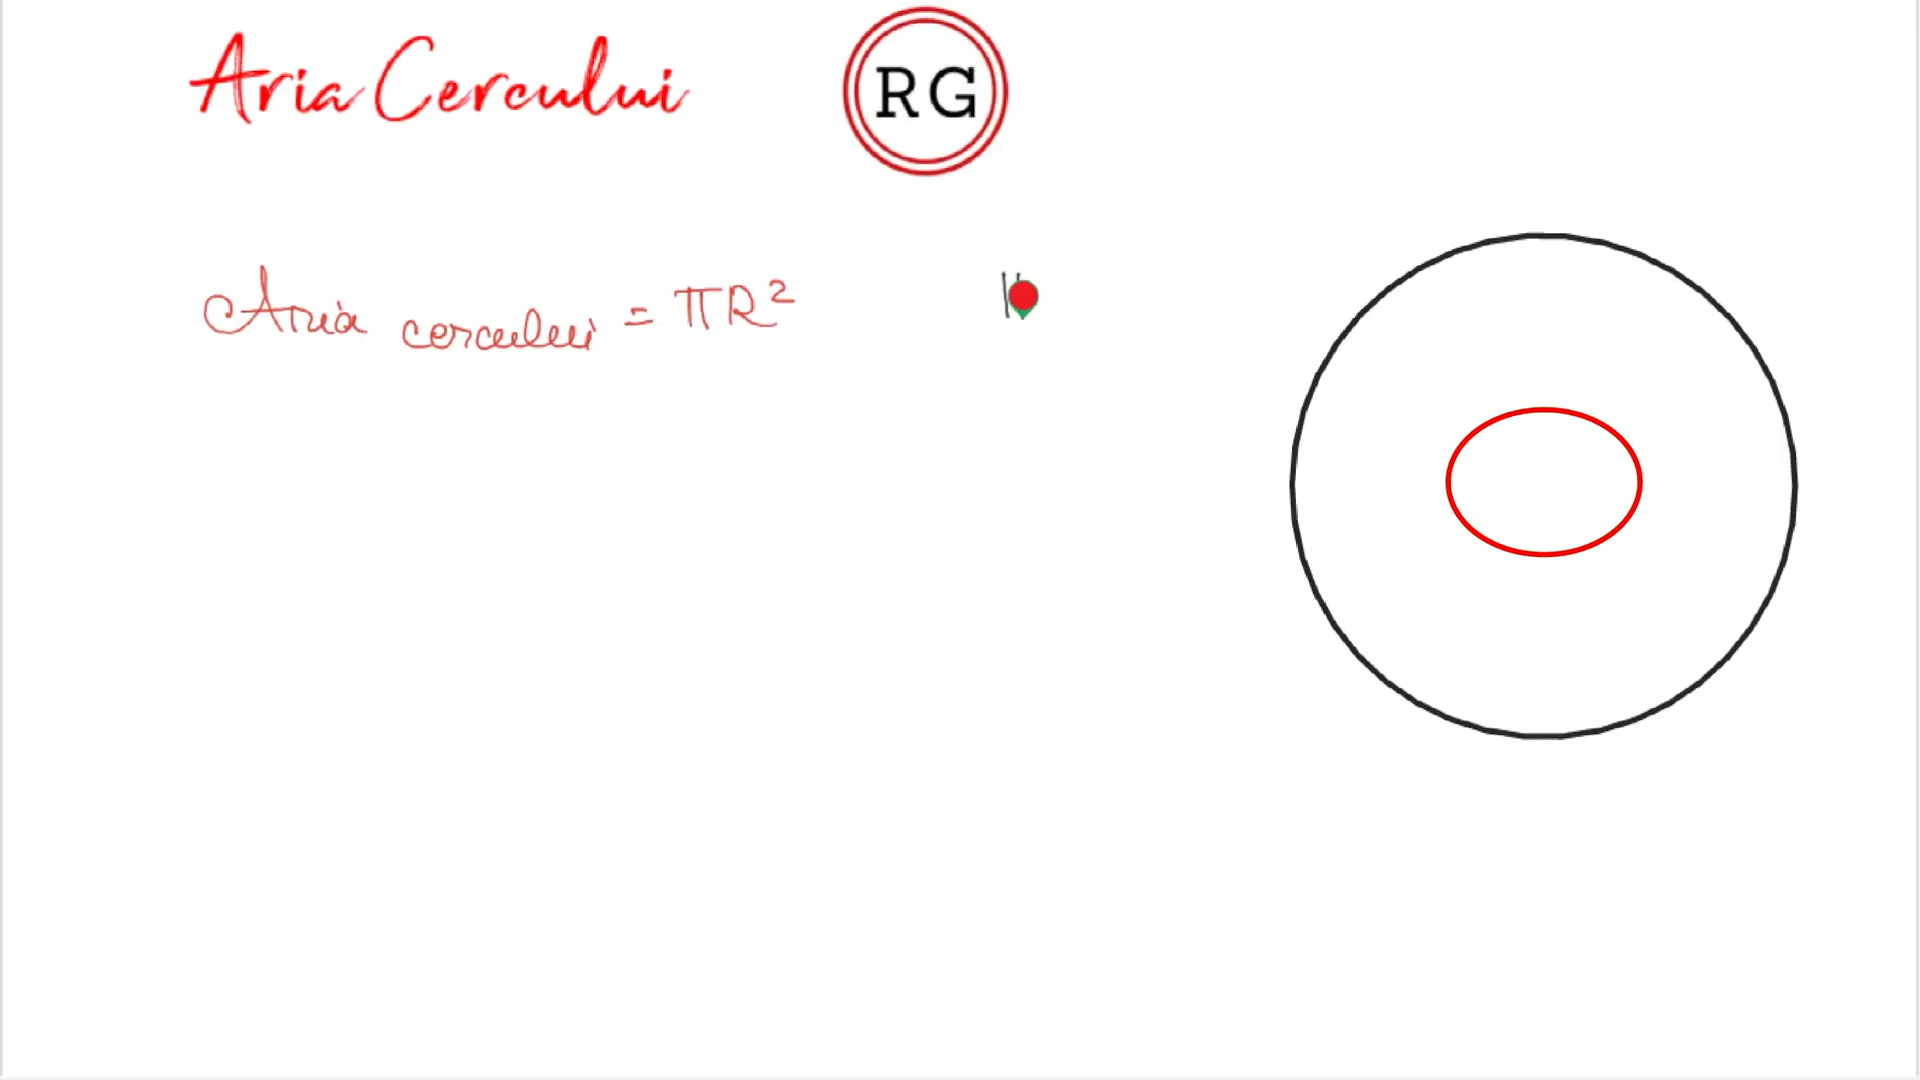 Aria Cercului
RG
Aria cercului = πR²